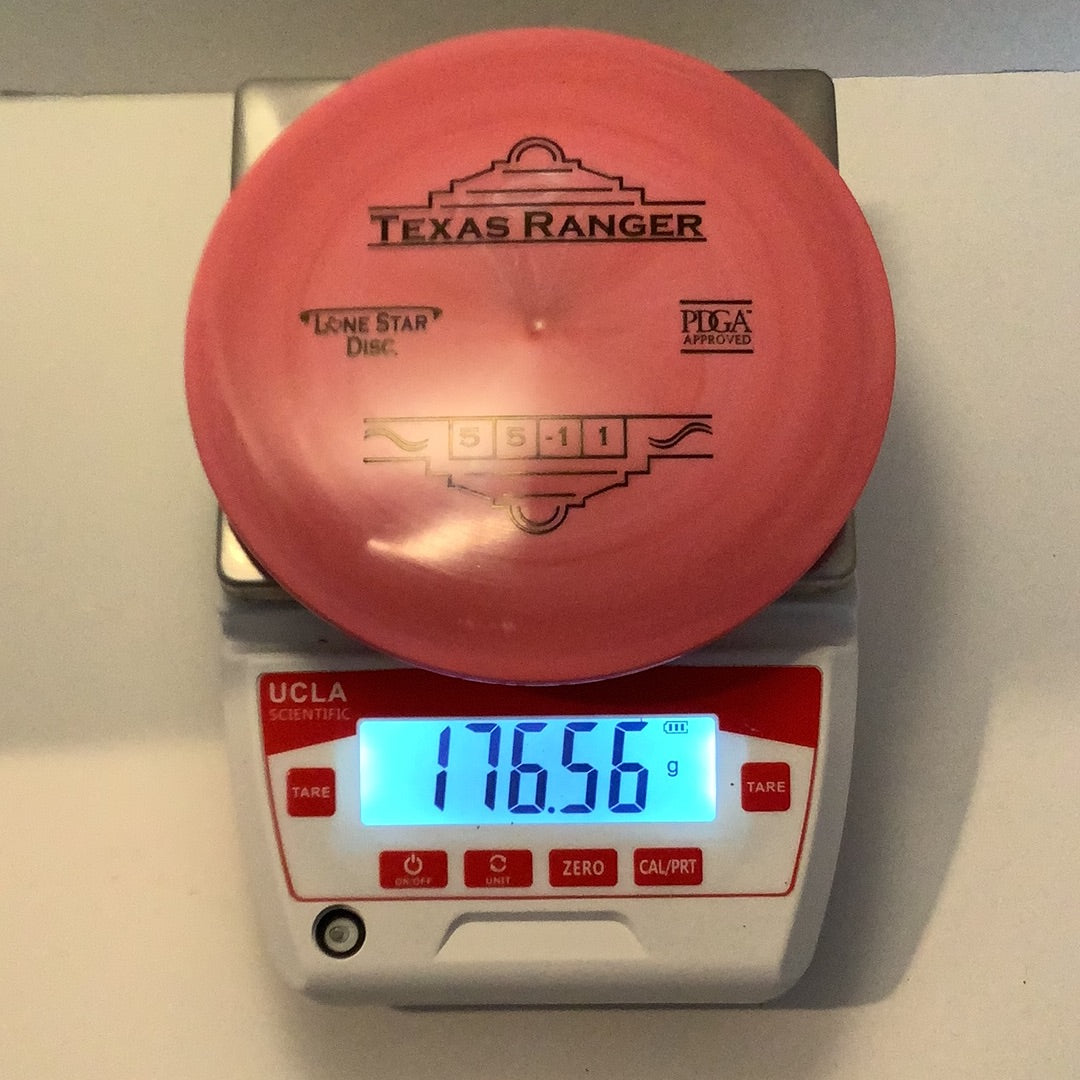 TEXAS RANGER
LONE STAR
DISC.
PDGA™
APPROVED
5 5 -1 1
UCLA
SCIENTIFIC
176.56 g
TARE
TARE
ON/OFF
UNIT
ZERO
CAL/PRT